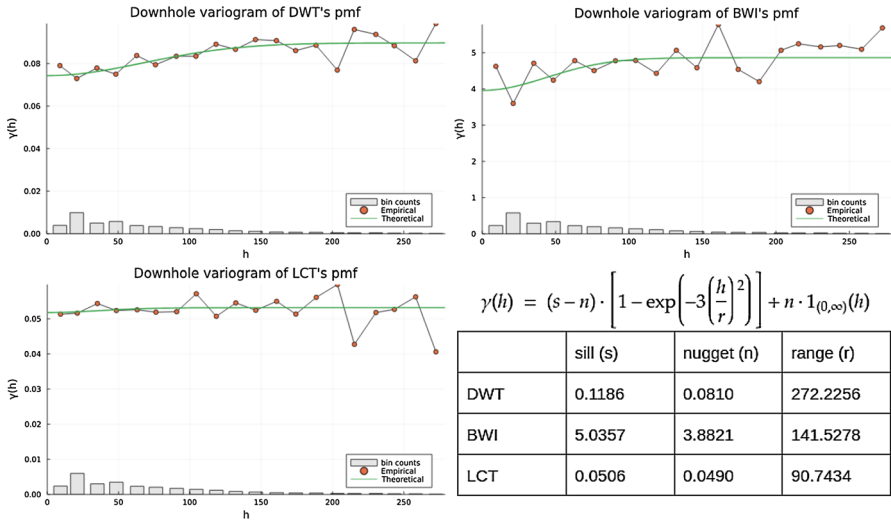 Downhole variogram of DWT's pmf
γ(h)
0.08
0.06
0.04
0.02
0.00
0 50 100 150 200 250
h
bin counts
Empirical
Theoretical
Downhole variogram of BWI's pmf
γ(h)
5
4
3
2
1
0
0 50 100 150 200 250
h
bin counts
Empirical
Theoretical
Downhole variogram of LCT's pmf
γ(h)
0.05
0.04
0.03
0.02
0.01
0.00
0 50 100 150 200 250
h
bin counts
Empirical
Theoretical
γ(h) = (s−n)·[1−exp(−3(h/r)²)]+n·1₍₀,∞₎(h)
sill (s) nugget (n) range (r)
DWT 0.1186 0.0810 272.2256
BWI 5.0357 3.8821 141.5278
LCT 0.0506 0.0490 90.7434